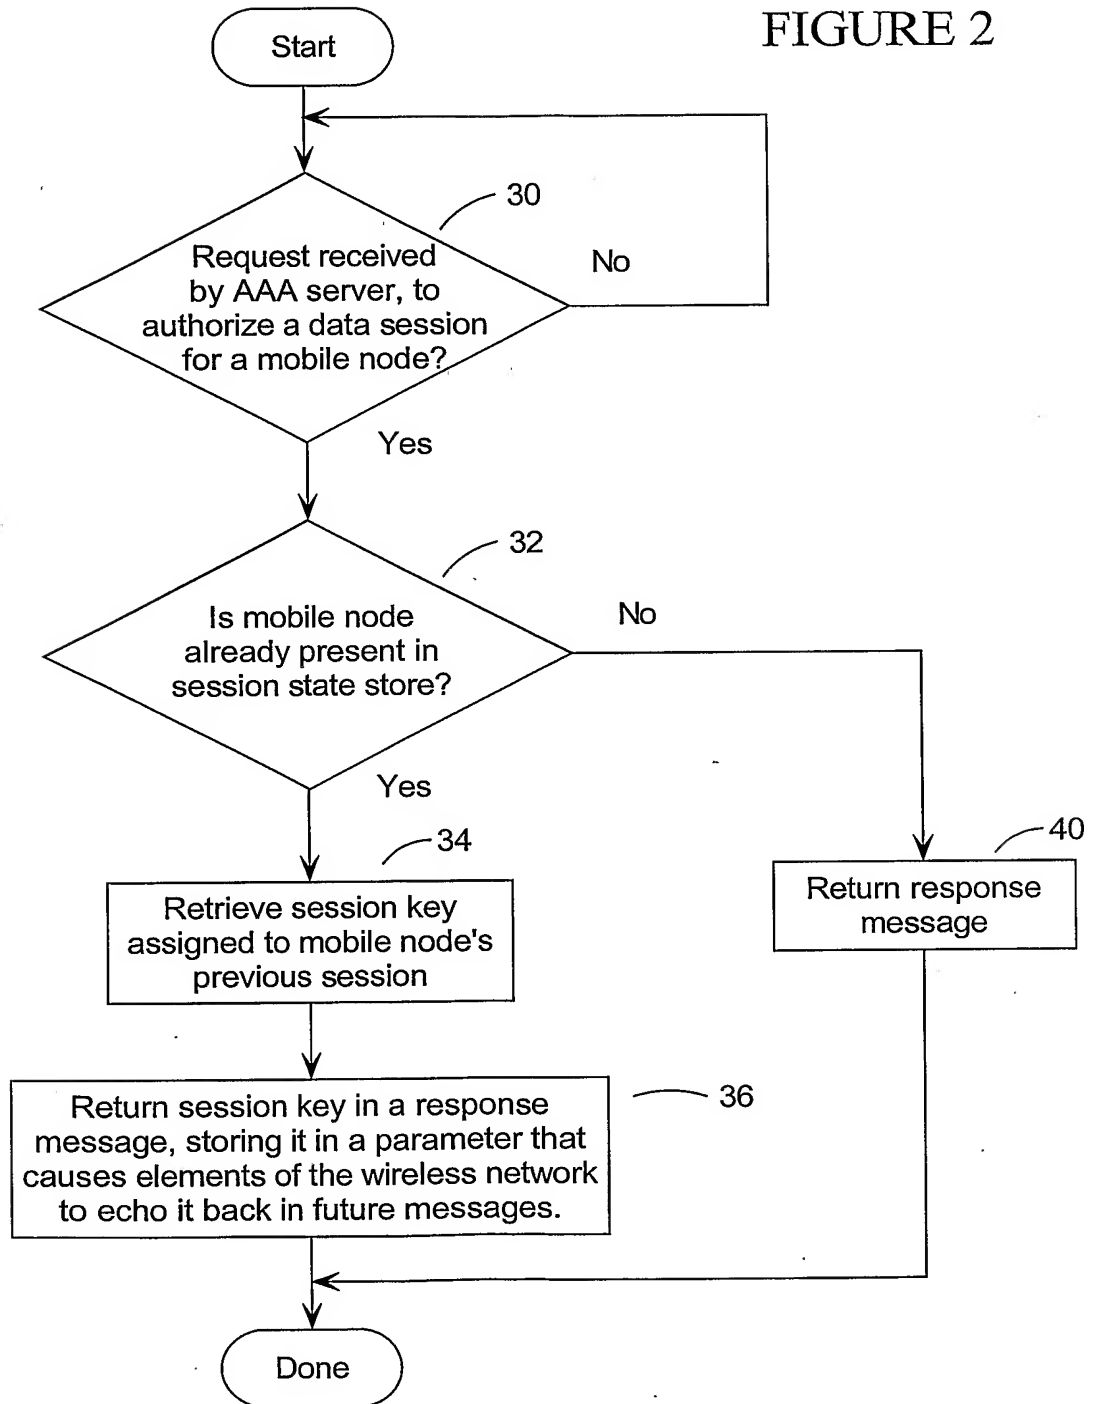 FIGURE 2
Start
30
Request received
by AAA server, to
authorize a data session
for a mobile node?
No
Yes
32
Is mobile node
already present in
session state store?
No
Yes
34
Retrieve session key
assigned to mobile node's
previous session
40
Return response
message
36
Return session key in a response
message, storing it in a parameter that
causes elements of the wireless network
to echo it back in future messages.
Done